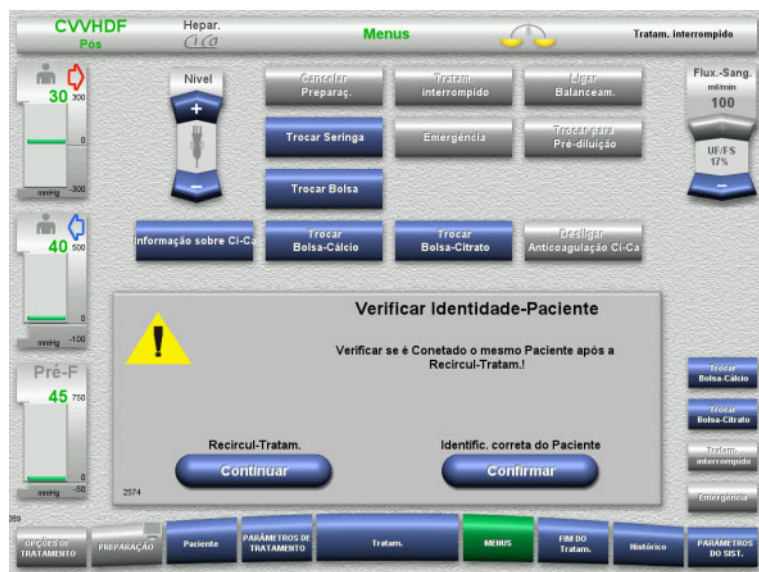 CVVHDF
Pós
Hepar.
Ci Ca
Menus
Tratam. interrompido
30
300
0
-300
mmHg
40
500
0
-100
mmHg
Pré-F
45
750
0
-50
mmHg
Nivel
+
−
Cancelar
Preparaç.
Tratam.
interrompido
Ligar
Balanceam.
Trocar Seringa
Emergência
Trocar para
Pré-diluição
Trocar Bolsa
Informação sobre Ci-Ca
Trocar
Bolsa-Cálcio
Trocar
Bolsa-Citrato
Desligar
Anticoagulação Ci-Ca
Flux.-Sang.
ml/min
100
+
UF/FS
17%
−
!
Verificar Identidade-Paciente
Verificar se é Conetado o mesmo Paciente após a
Recircul-Tratam.!
Recircul-Tratam.
Continuar
Identific. correta do Paciente
Confirmar
2574
Trocar
Bolsa-Cálcio
Trocar
Bolsa-Citrato
Tratam.
interrompido
Emergência
OPÇÕES DE
TRATAMENTO
PREPARAÇÃO
Paciente
PARÂMETROS DE
TRATAMENTO
Tratam.
MENUS
FIM DO
Tratam.
Histórico
PARÂMETROS
DO SIST.